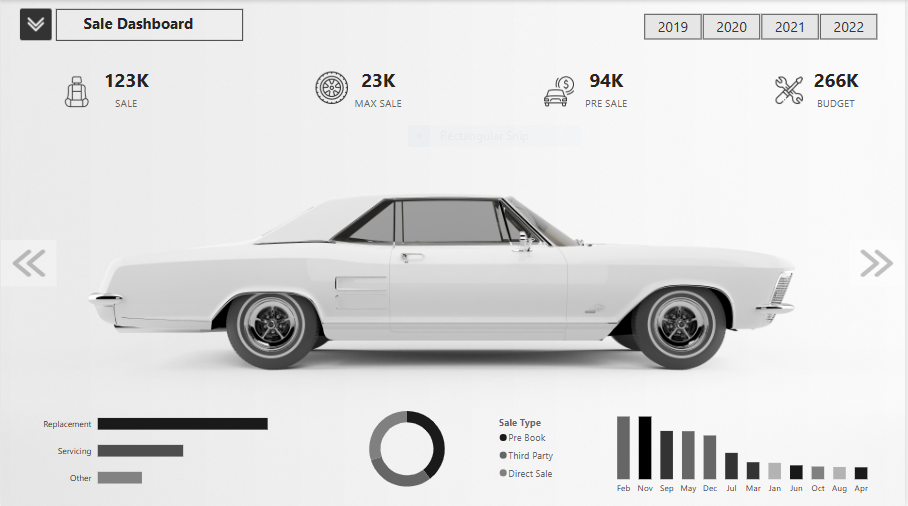 Sale Dashboard
2019 2020 2021 2022
123K
SALE
23K
MAX SALE
94K
PRE SALE
266K
BUDGET
Rectangular Snip
Replacement
Servicing
Other
Sale Type
Pre Book
Third Party
Direct Sale
Feb Nov Sep May Dec Jul Mar Jan Jun Oct Aug Apr